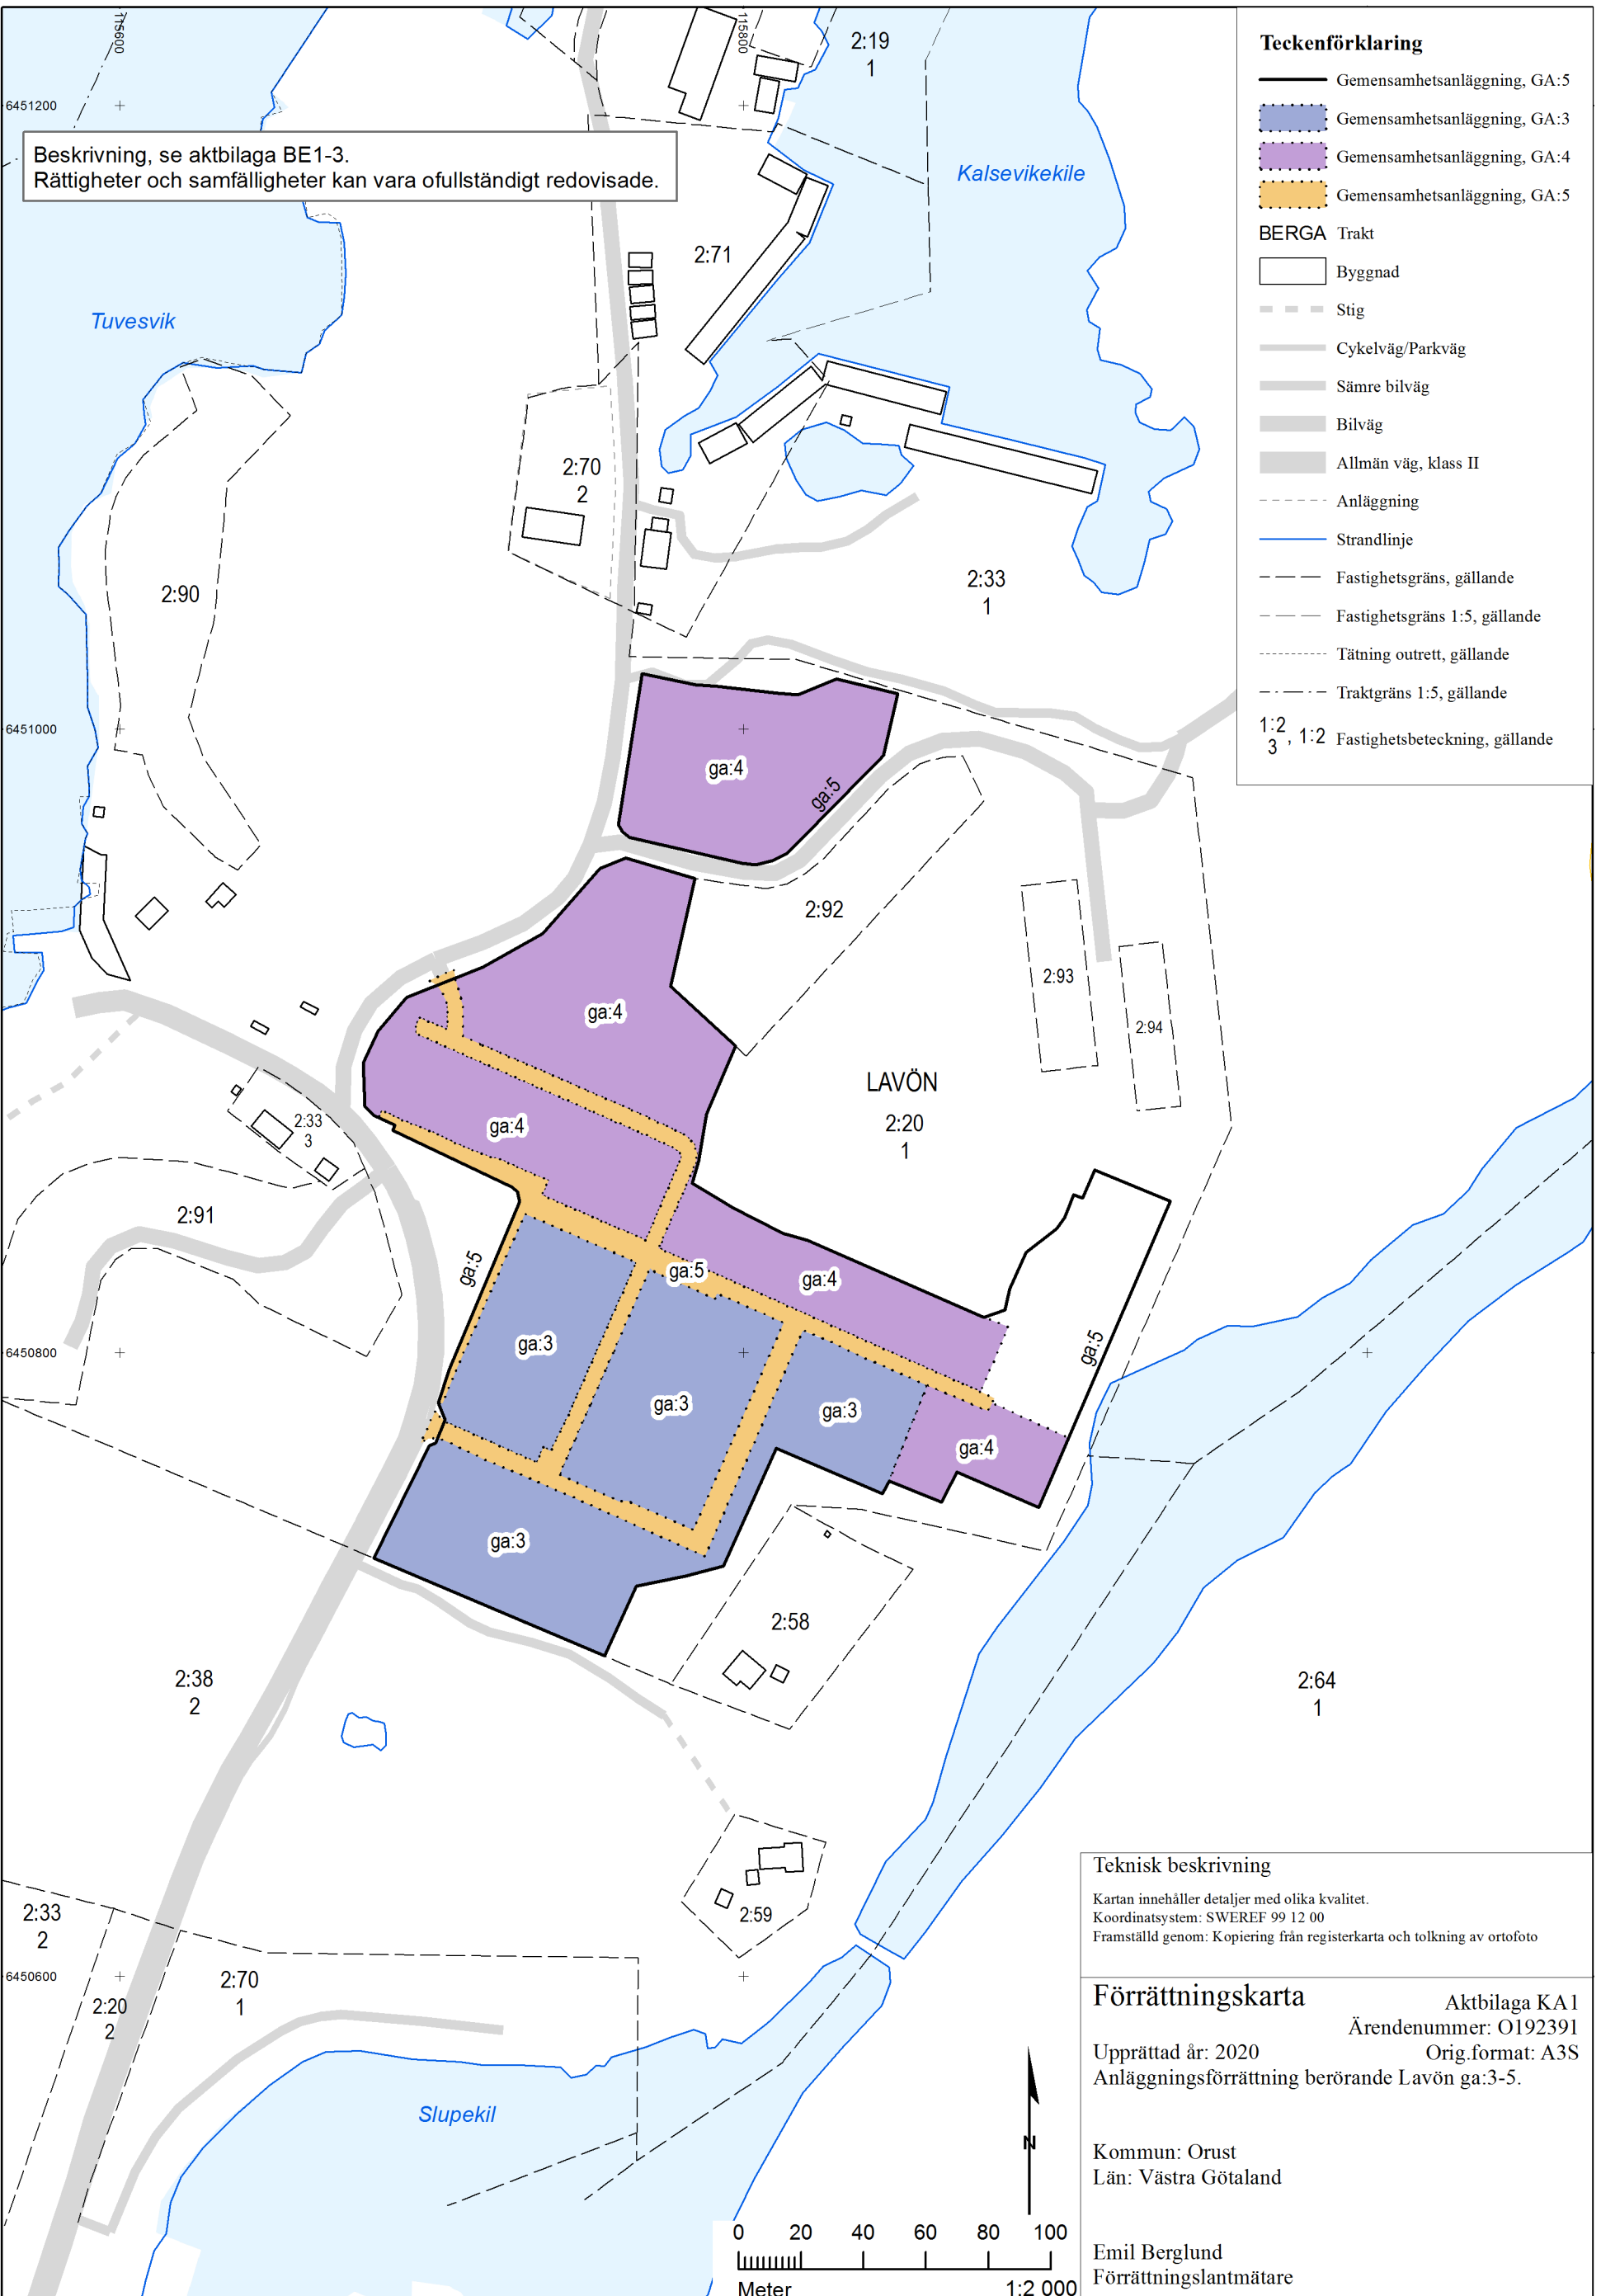 115600
115800
2:19
1
6451200
Beskrivning, se aktbilaga BE1-3.
Rättigheter och samfälligheter kan vara ofullständigt redovisade.
Kalsevikekile
2:71
Tuvesvik
2:70
2
2:90
2:33
1
6451000
ga:4
ga:5
2:92
2:93
2:94
ga:4
LAVÖN
2:20
1
ga:4
2:33
3
2:91
ga:5
ga:5
ga:4
ga:5
6450800
ga:3
ga:3
ga:3
ga:4
ga:3
2:58
2:38
2
2:64
1
2:59
2:33
2
6450600
2:70
1
2:20
2
Slupekil
N
0 20 40 60 80 100
Meter
1:2 000
Teckenförklaring
Gemensamhetsanläggning, GA:5
Gemensamhetsanläggning, GA:3
Gemensamhetsanläggning, GA:4
Gemensamhetsanläggning, GA:5
BERGA Trakt
Byggnad
Stig
Cykelväg/Parkväg
Sämre bilväg
Bilväg
Allmän väg, klass II
Anläggning
Strandlinje
Fastighetsgräns, gällande
Fastighetsgräns 1:5, gällande
Tätning outrett, gällande
Traktgräns 1:5, gällande
1:2
3 , 1:2 Fastighetsbeteckning, gällande
Teknisk beskrivning
Kartan innehåller detaljer med olika kvalitet.
Koordinatsystem: SWEREF 99 12 00
Framställd genom: Kopiering från registerkarta och tolkning av ortofoto
Förrättningskarta
Aktbilaga KA1
Ärendenummer: O192391
Upprättad år: 2020
Orig.format: A3S
Anläggningsförrättning berörande Lavön ga:3-5.
Kommun: Orust
Län: Västra Götaland
Emil Berglund
Förrättningslantmätare